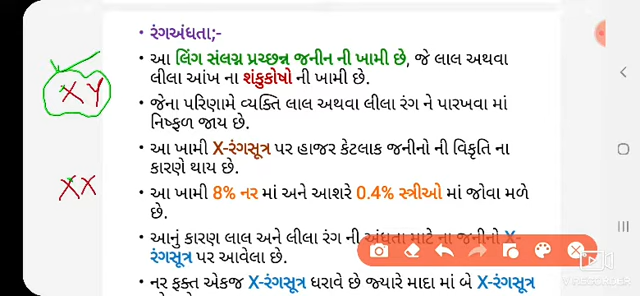 • રંગઅંધતા;-
• આ લિંગ સંલગ્ન પ્રચ્છન્ન જનીન ની ખામી છે, જે લાલ અથવા
લીલા આંખ ના શંકુકોષો ની ખામી છે.
XY
• જેના પરિણામે વ્યક્તિ લાલ અથવા લીલા રંગ ને પારખવા માં
નિષ્ફળ જાય છે.
• આ ખામી X-રંગસૂત્ર પર હાજર કેટલાક જનીનો ની વિકૃતિ ના
કારણે થાય છે.
XX
• આ ખામી 8% નર માં અને આશરે 0.4% સ્ત્રીઓ માં જોવા મળે
છે.
• આનું કારણ લાલ અને લીલા રંગ ની અંધતા માટે ના જનીનો X-
રંગસૂત્ર પર આવેલા છે.
• નર ફક્ત એકજ X-રંગસૂત્ર ધરાવે છે જ્યારે માદા માં બે X-રંગસૂત્ર